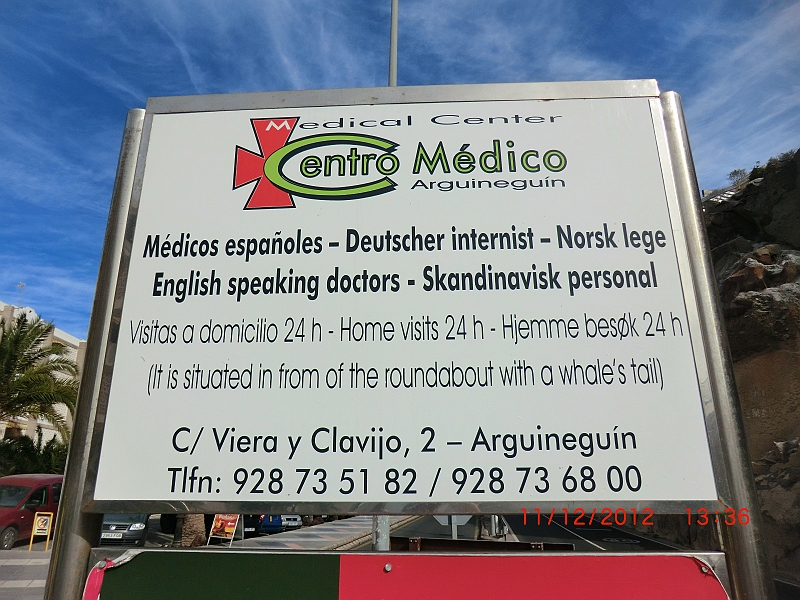 Medical Center
Centro Médico
Arguineguín
Médicos españoles – Deutscher internist – Norsk lege
English speaking doctors - Skandinavisk personal
Visitas a domicilio 24 h - Home visits 24 h - Hjemme besøk 24 h
(It is situated in from of the roundabout with a whale's tail)
C/ Viera y Clavijo, 2 – Arguineguín
Tlfn: 928 73 51 82 / 928 73 68 00
11/12/2012 13:36